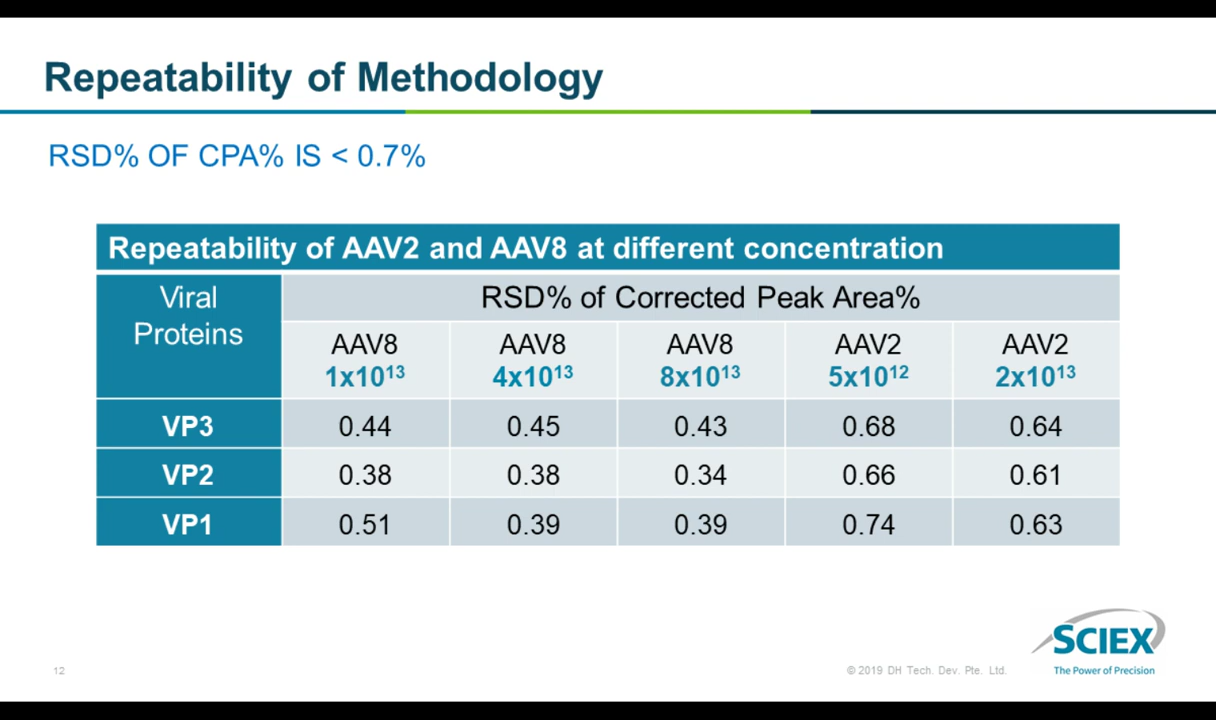 Repeatability of Methodology
RSD% OF CPA% IS < 0.7%
Repeatability of AAV2 and AAV8 at different concentration
Viral Proteins RSD% of Corrected Peak Area%
AAV8 AAV8 AAV8 AAV2 AAV2
1x10¹³ 4x10¹³ 8x10¹³ 5x10¹² 2x10¹³
VP3 0.44 0.45 0.43 0.68 0.64
VP2 0.38 0.38 0.34 0.66 0.61
VP1 0.51 0.39 0.39 0.74 0.63
SCIEX
The Power of Precision
12 © 2019 DH Tech. Dev. Pte. Ltd.